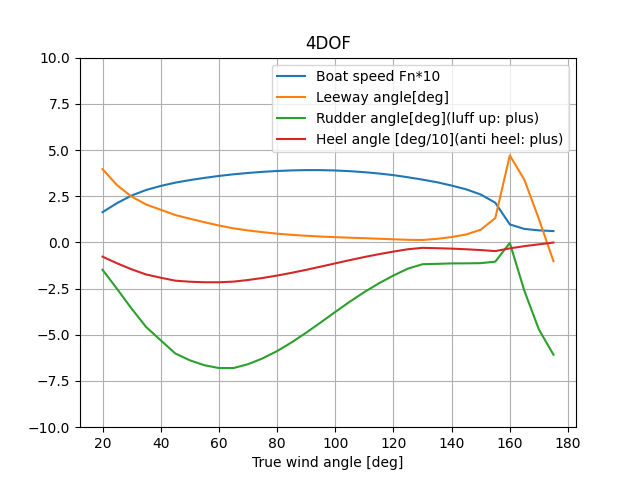 4DOF
Boat speed Fn*10
Leeway angle[deg]
Rudder angle[deg](luff up: plus)
Heel angle [deg/10](anti heel: plus)
10.0
7.5
5.0
2.5
0.0
−2.5
−5.0
−7.5
−10.0
20 40 60 80 100 120 140 160 180
True wind angle [deg]